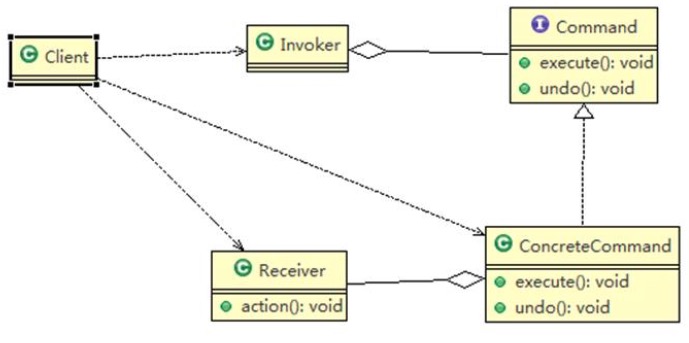 Client
Invoker
Command
execute(): void
undo(): void
Receiver
action(): void
ConcreteCommand
execute(): void
undo(): void